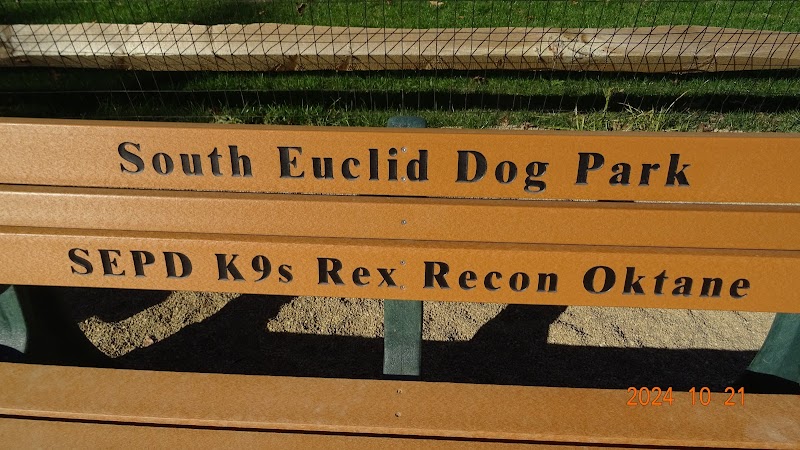 South Euclid Dog Park
SEPD K9s Rex Recon Oktane
2024 10 21